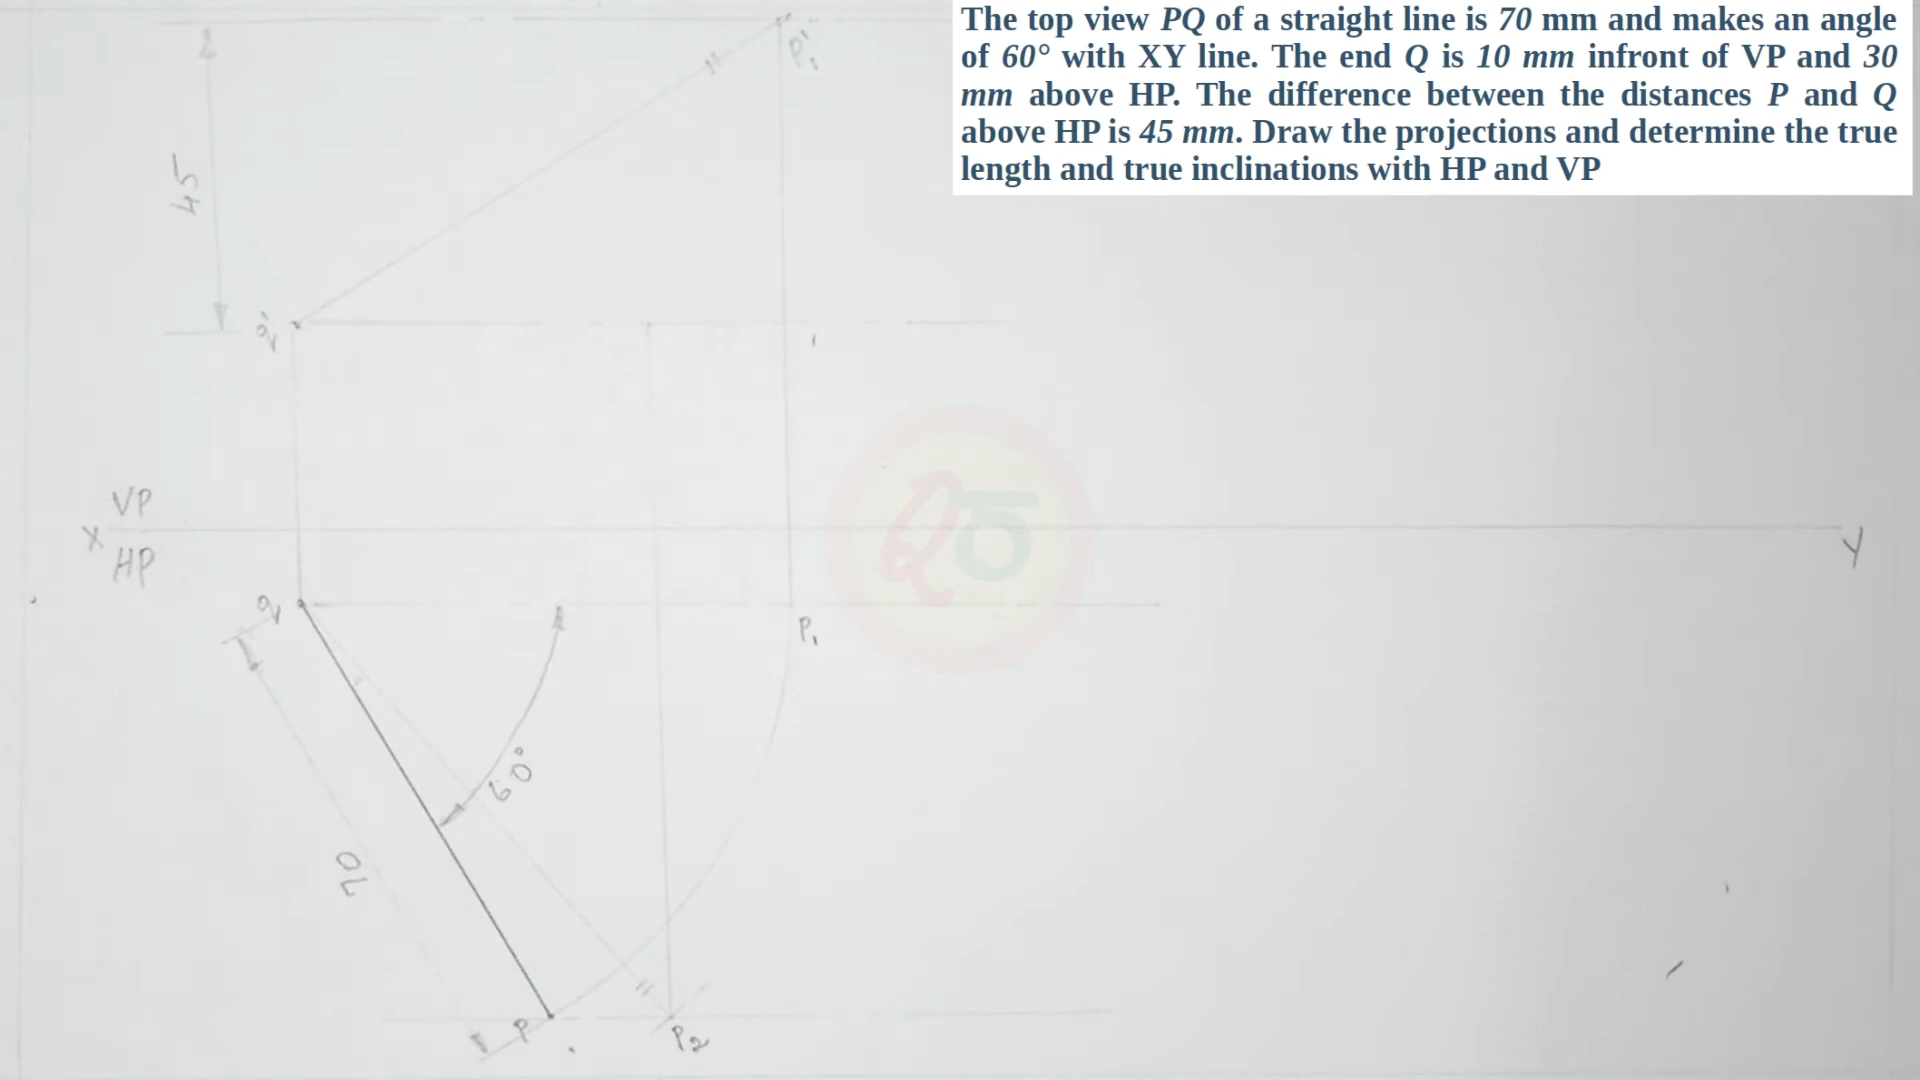 The top view PQ of a straight line is 70 mm and makes an angle
of 60° with XY line. The end Q is 10 mm infront of VP and 30
mm above HP. The difference between the distances P and Q
above HP is 45 mm. Draw the projections and determine the true
length and true inclinations with HP and VP
P₁'
45
q'
VP
X
HP
Y
q
P₁
60°
70
P
P₂